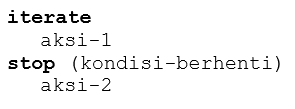 iterate
    aksi-1
stop (kondisi-berhenti)
    aksi-2